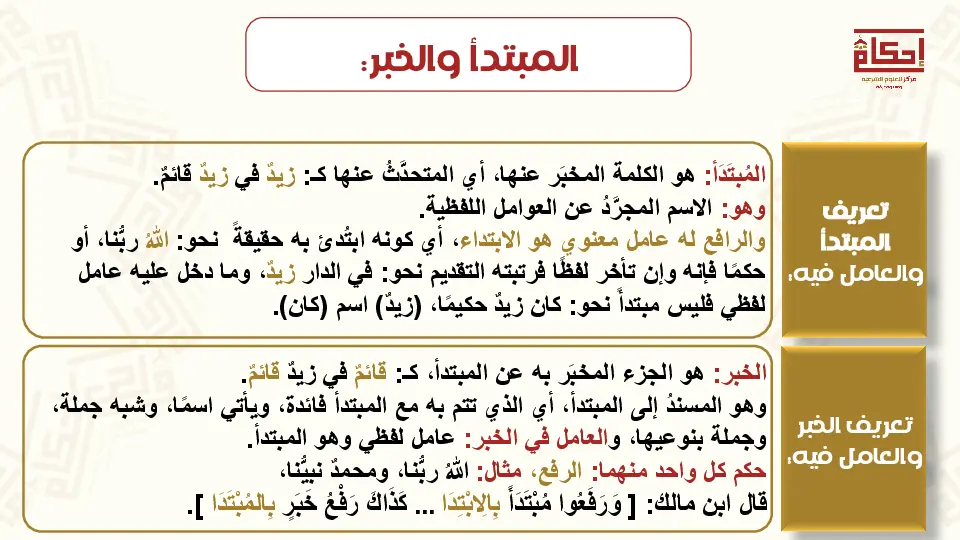 المبتدأ والخبر:
إحكام
مركز للعلوم الشرعية
تعريف
المبتدأ
والعامل فيه:
المُبتَدَأ: هو الكلمة المخبَر عنها، أي المتحدَّثُ عنها كـ: زيدٌ في زيدٌ قائمٌ.
وهو: الاسم المجرَّدُ عن العوامل اللفظية.
والرافع له عامل معنوي هو الابتداء، أي كونه ابتُدئ به حقيقةً نحو: اللهُ ربُّنا، أو
حكمًا فإنه وإن تأخر لفظًا فرتبته التقديم نحو: في الدار زيدٌ، وما دخل عليه عامل
لفظي فليس مبتدأً نحو: كان زيدٌ حكيمًا، (زيدٌ) اسم (كان).
تعريف الخبر
والعامل فيه:
الخبر: هو الجزء المخبَر به عن المبتدأ، كـ: قائمٌ في زيدٌ قائمٌ.
وهو المسندُ إلى المبتدأ، أي الذي تتم به مع المبتدأ فائدة، ويأتي اسمًا، وشبه جملة،
وجملة بنوعيها، والعامل في الخبر: عامل لفظي وهو المبتدأ.
حكم كل واحد منهما: الرفع، مثال: اللهُ ربُّنا، ومحمدٌ نبيُّنا،
قال ابن مالك: [ وَرَفَعُوا مُبْتَدَأً بِالِابْتِدَا ... كَذَاكَ رَفْعُ خَبَرٍ بِالمُبْتَدَا ].